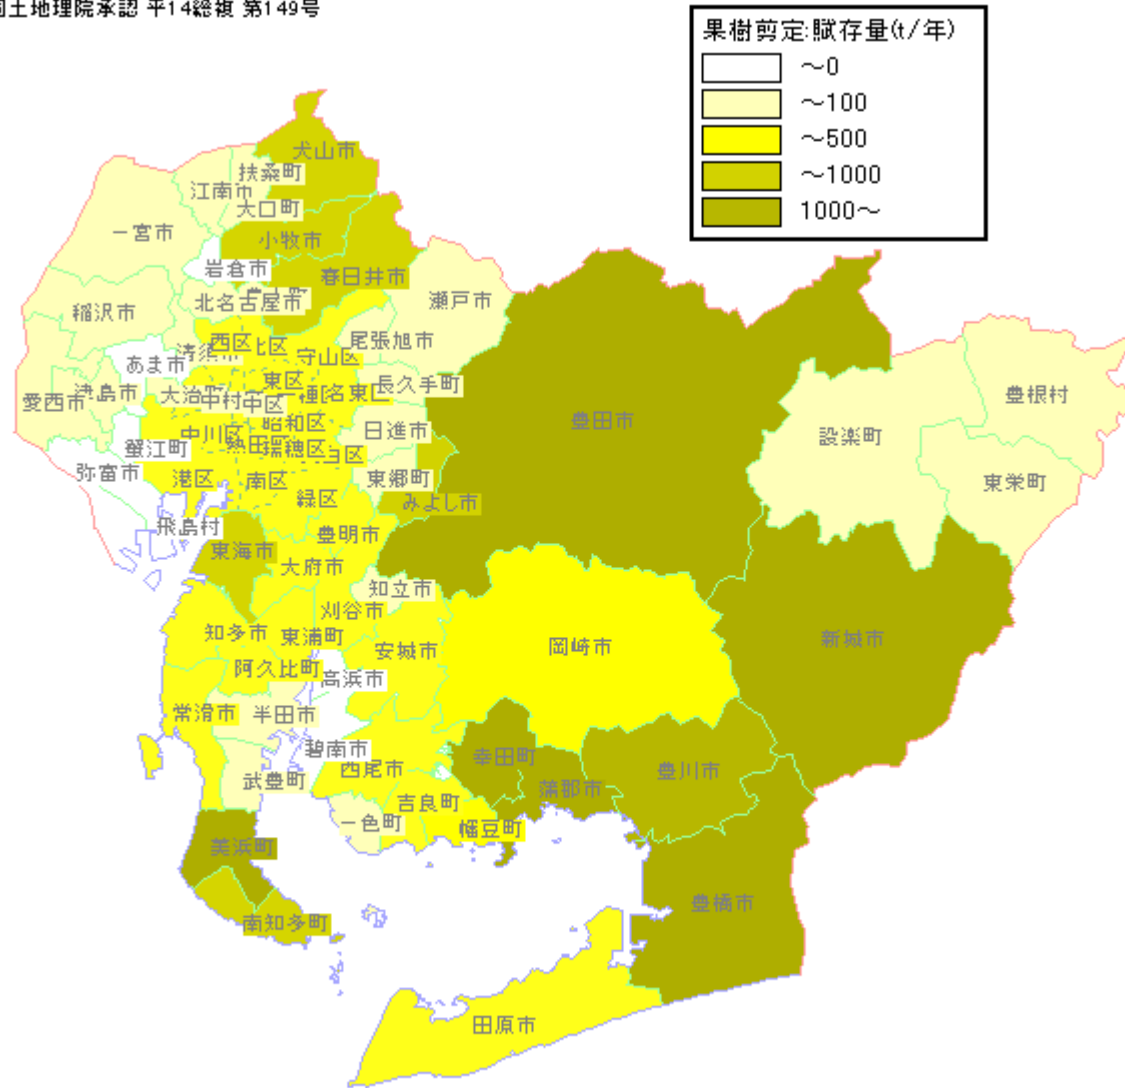 国土地理院承認 平14総複 第149号
果樹剪定:賦存量(t/年)
～0
～100
～500
～1000
1000～
犬山市
扶桑町
江南市
大口町
一宮市
小牧市
岩倉市
春日井市
北名古屋市
瀬戸市
稲沢市
西区
北区
守山区
尾張旭市
あま市
清須市
東区
長久手町
名東区
津島市
愛西市
大治町
中村
中区
豊根村
豊田市
昭和区
日進市
設楽町
中川区
熱田
瑞穂区
蟹江町
弥富市
港区
南区
東郷町
東栄町
緑区
みよし市
飛島村
豊明市
東海市
大府市
知立市
刈谷市
知多市
東浦町
新城市
岡崎市
安城市
阿久比町
高浜市
常滑市
半田市
碧南市
幸田町
豊川市
西尾市
武豊町
蒲郡市
吉良町
一色町
幡豆町
美浜町
豊橋市
南知多町
田原市